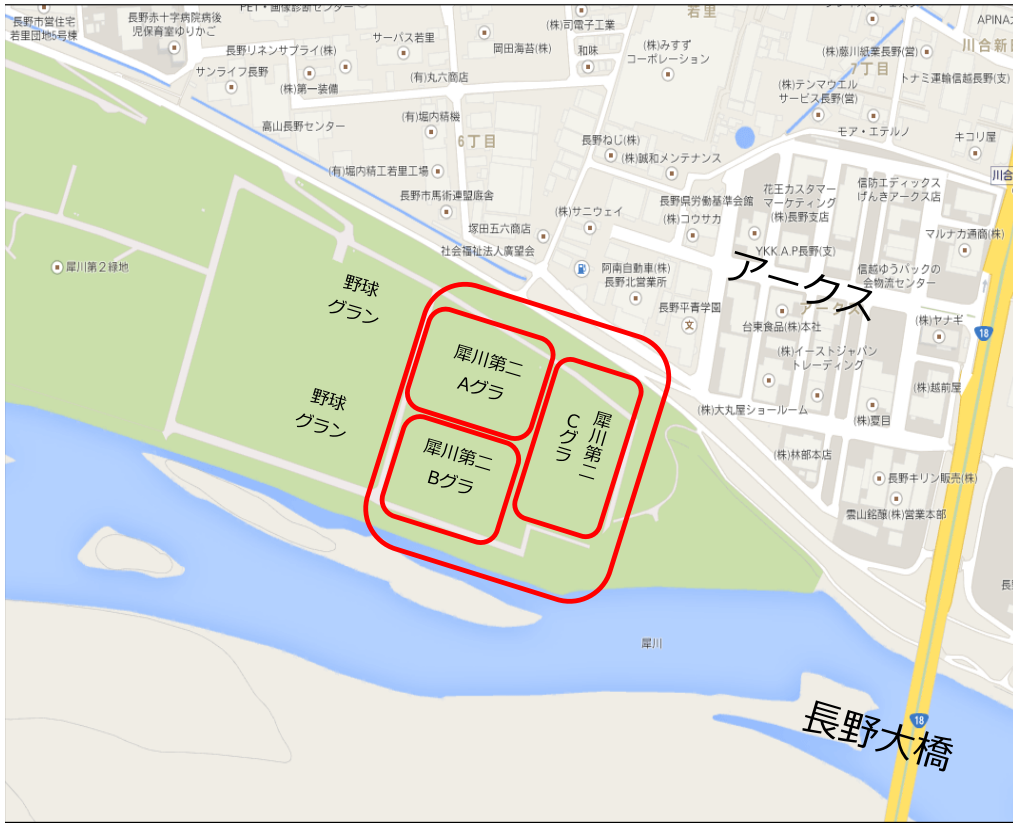 長野市営住宅
若里団地5号棟
長野赤十字病院病後
児保育室ゆりかご
PET・画像診断センター
(株)司電子工業
若里
長野リネンサプライ(株)
サーパス若里
岡田海苔(株)
和味
(株)みすず
コーポレーション
(株)藤川紙業長野(営)
川合新田
7丁目
サンライフ長野
(株)第一装備
(有)丸六商店
(株)テンマウエル
サービス長野(営)
トナミ運輸信越長野(支)
高山長野センター
(有)堀内精機
6丁目
長野ねじ(株)
モア・エテルノ
キコリ屋
(株)誠和メンテナンス
(有)堀内精工若里工場
川合
長野市馬術連盟厩舎
長野県労働基準会館
花王カスタマー
マーケティング
(株)長野支店
信防エディックス
げんきアークス店
(株)サニウェイ
(株)コウサカ
塚田五六商店
社会福祉法人廣望会
マルナカ通商(株)
YKK AP長野(支)
犀川第2緑地
阿南自動車(株)
長野北営業所
アークス
信越ゆうパックの
会物流センター
野球
グラン
長野平青学園
文
アークス
台東食品(株)本社
(株)ヤナギ
18
犀川第二
Aグラ
(株)イーストジャパン
トレーディング
野球
グラン
(株)越前屋
犀川第二
Cグラ
(株)大丸屋ショールーム
(株)夏目
犀川第二
Bグラ
(株)林部本店
長野キリン販売(株)
雲山銘醸(株)営業本部
犀川
18
長野大橋